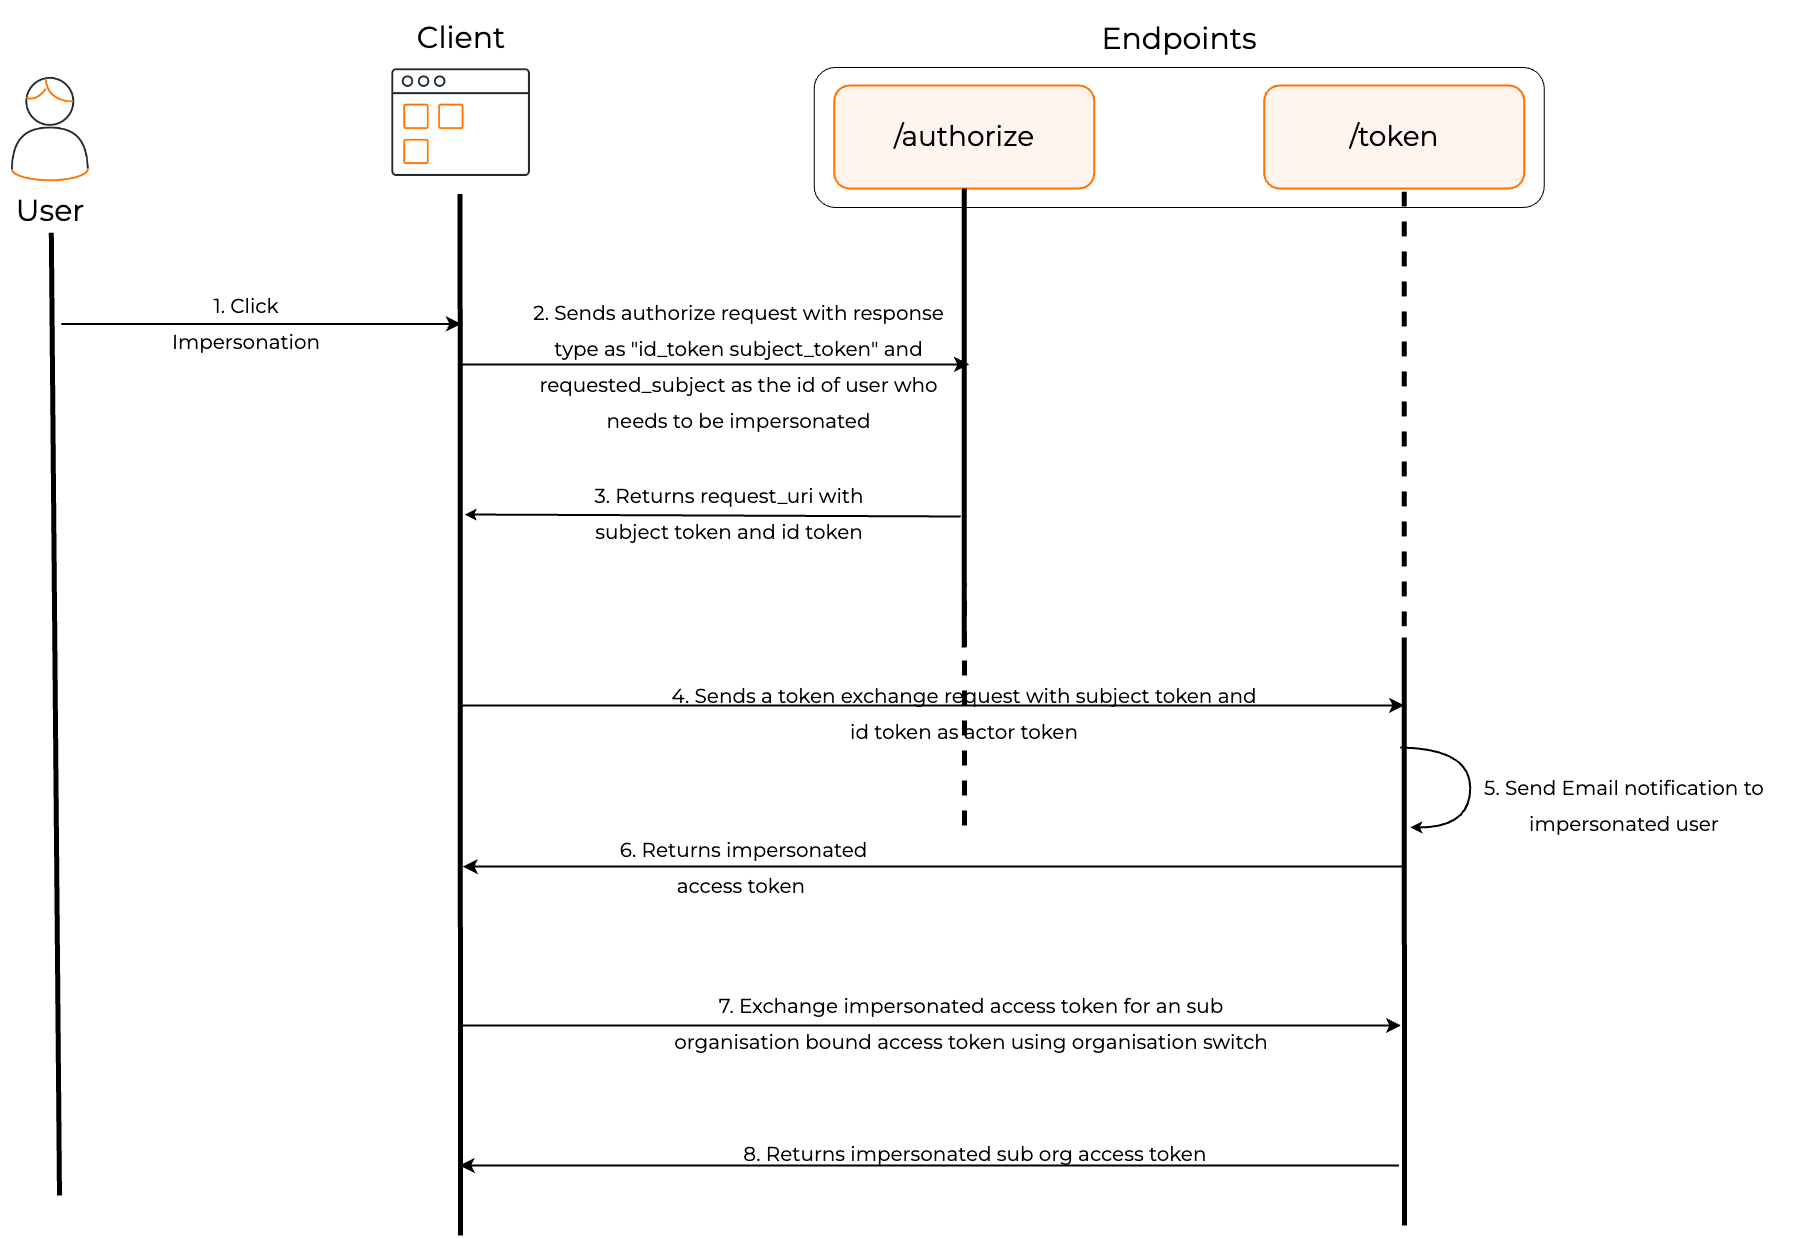 Client
Endpoints
/authorize
/token
User
1. Click
Impersonation
2. Sends authorize request with response
type as "id_token subject_token" and
requested_subject as the id of user who
needs to be impersonated
3. Returns request_uri with
subject token and id token
4. Sends a token exchange request with subject token and
id token as actor token
5. Send Email notification to
impersonated user
6. Returns impersonated
access token
7. Exchange impersonated access token for an sub
organisation bound access token using organisation switch
8. Returns impersonated sub org access token